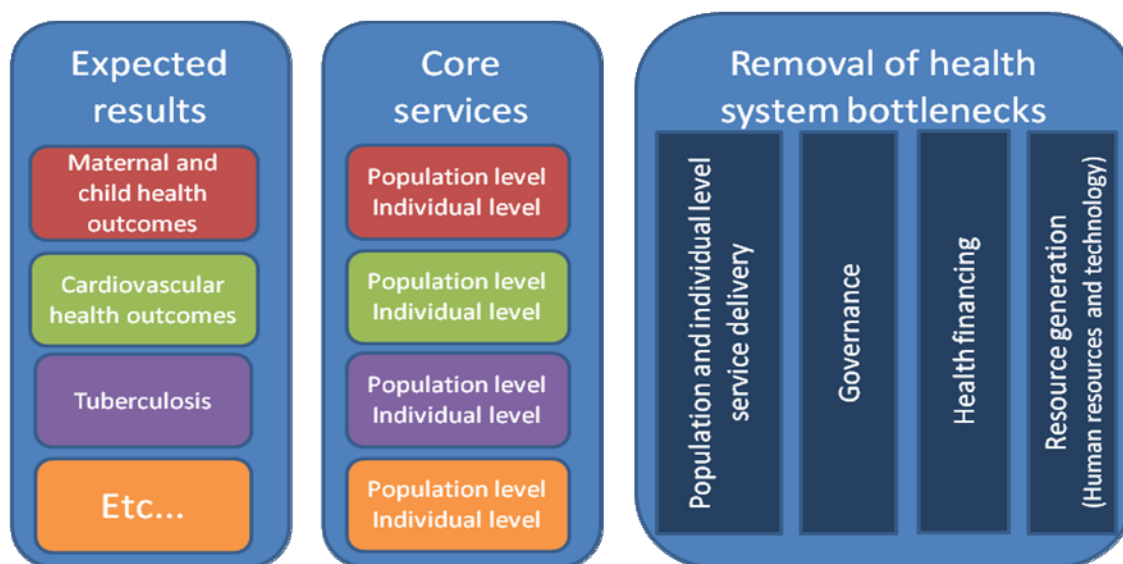 Expected
results
Maternal and
child health
outcomes
Cardiovascular
health outcomes
Tuberculosis
Etc...
Core
services
Population level
Individual level
Population level
Individual level
Population level
Individual level
Population level
Individual level
Removal of health
system bottlenecks
Population and individual level
service delivery
Governance
Health financing
Resource generation
(Human resources and technology)